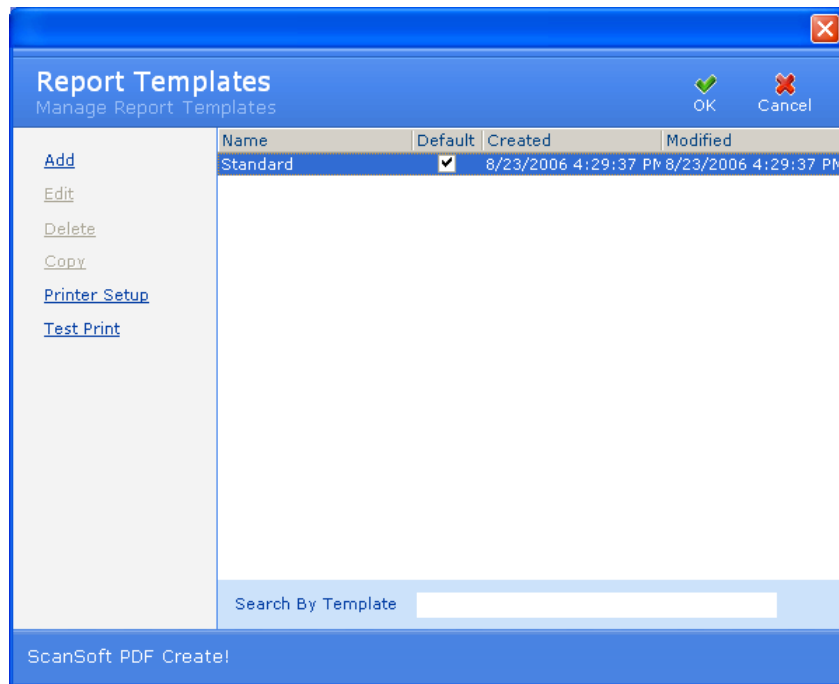 Report Templates
Manage Report Templates
OK Cancel
Add
Edit
Delete
Copy
Printer Setup
Test Print
Name Default Created Modified
Standard 8/23/2006 4:29:37 PM 8/23/2006 4:29:37 PM
Search By Template
ScanSoft PDF Create!